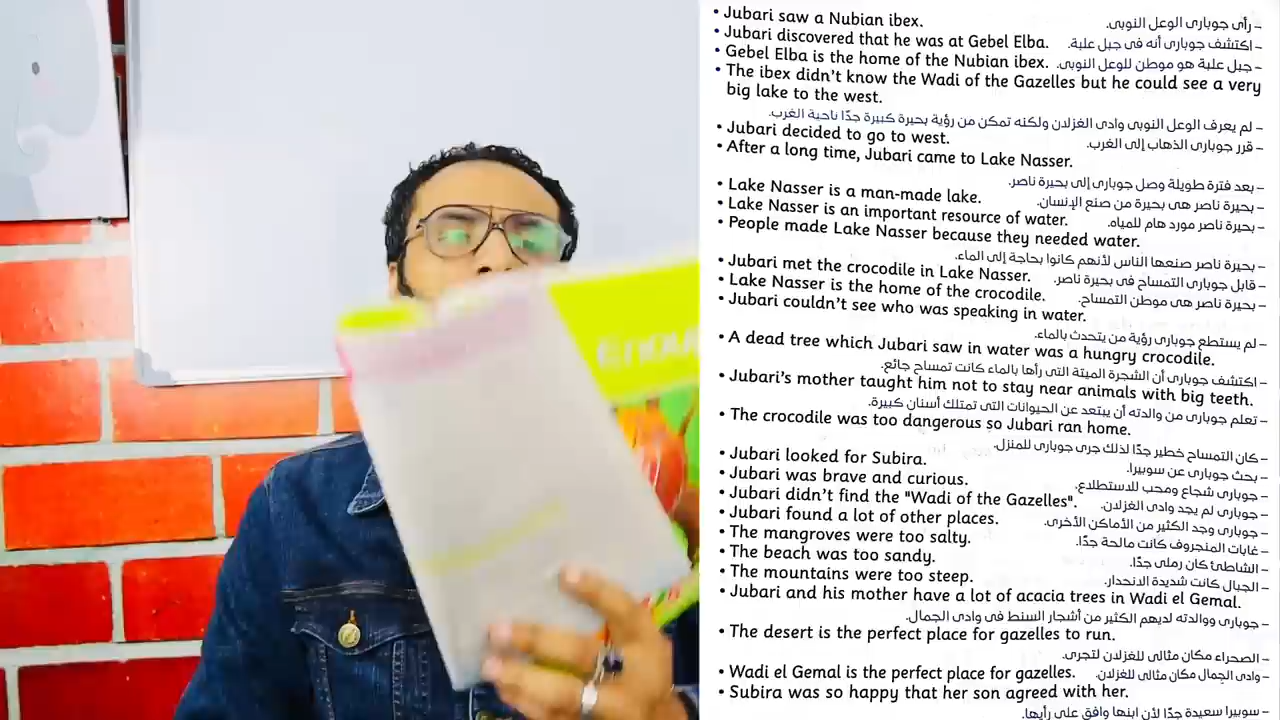 • Jubari saw a Nubian ibex.
– رأى جوبارى الوعل النوبى.
• Jubari discovered that he was at Gebel Elba.
– اكتشف جوبارى أنه فى جبل علبة.
• Gebel Elba is the home of the Nubian ibex.
– جبل علبة هو موطن للوعل النوبى.
• The ibex didn't know the Wadi of the Gazelles but he could see a very
big lake to the west.
– لم يعرف الوعل النوبى وادى الغزلان ولكنه تمكن من رؤية بحيرة كبيرة جدًا ناحية الغرب.
• Jubari decided to go to west.
– قرر جوبارى الذهاب إلى الغرب.
• After a long time, Jubari came to Lake Nasser.
– بعد فترة طويلة وصل جوبارى إلى بحيرة ناصر.
• Lake Nasser is a man-made lake.
– بحيرة ناصر هى بحيرة من صنع الإنسان.
• Lake Nasser is an important resource of water.
– بحيرة ناصر مورد هام للمياه.
• People made Lake Nasser because they needed water.
– بحيرة ناصر صنعها الناس لأنهم كانوا بحاجة إلى الماء.
• Jubari met the crocodile in Lake Nasser.
– قابل جوبارى التمساح فى بحيرة ناصر.
• Lake Nasser is the home of the crocodile.
– بحيرة ناصر هى موطن التمساح.
• Jubari couldn't see who was speaking in water.
– لم يستطع جوبارى رؤية من يتحدث بالماء.
• A dead tree which Jubari saw in water was a hungry crocodile.
– اكتشف جوبارى أن الشجرة الميتة التى رآها بالماء كانت تمساح جائع.
• Jubari's mother taught him not to stay near animals with big teeth.
– تعلم جوبارى من والدته أن يبتعد عن الحيوانات التى تمتلك أسنان كبيرة.
• The crocodile was too dangerous so Jubari ran home.
– كان التمساح خطير جدًا لذلك جرى جوبارى للمنزل.
• Jubari looked for Subira.
– بحث جوبارى عن سوبيرا.
• Jubari was brave and curious.
– جوبارى شجاع ومحب للاستطلاع.
• Jubari didn't find the "Wadi of the Gazelles".
– جوبارى لم يجد وادى الغزلان.
• Jubari found a lot of other places.
– جوبارى وجد الكثير من الأماكن الأخرى.
• The mangroves were too salty.
– غابات المنجروف كانت مالحة جدًا.
• The beach was too sandy.
– الشاطئ كان رملى جدًا.
• The mountains were too steep.
– الجبال كانت شديدة الانحدار.
• Jubari and his mother have a lot of acacia trees in Wadi el Gemal.
– جوبارى ووالدته لديهم الكثير من أشجار السنط فى وادى الجمال.
• The desert is the perfect place for gazelles to run.
– الصحراء مكان مثالى للغزلان لتجرى.
• Wadi el Gemal is the perfect place for gazelles.
– وادى الجمال مكان مثالى للغزلان.
• Subira was so happy that her son agreed with her.
– سوبيرا سعيدة جدًا لأن ابنها وافق على رأيها.